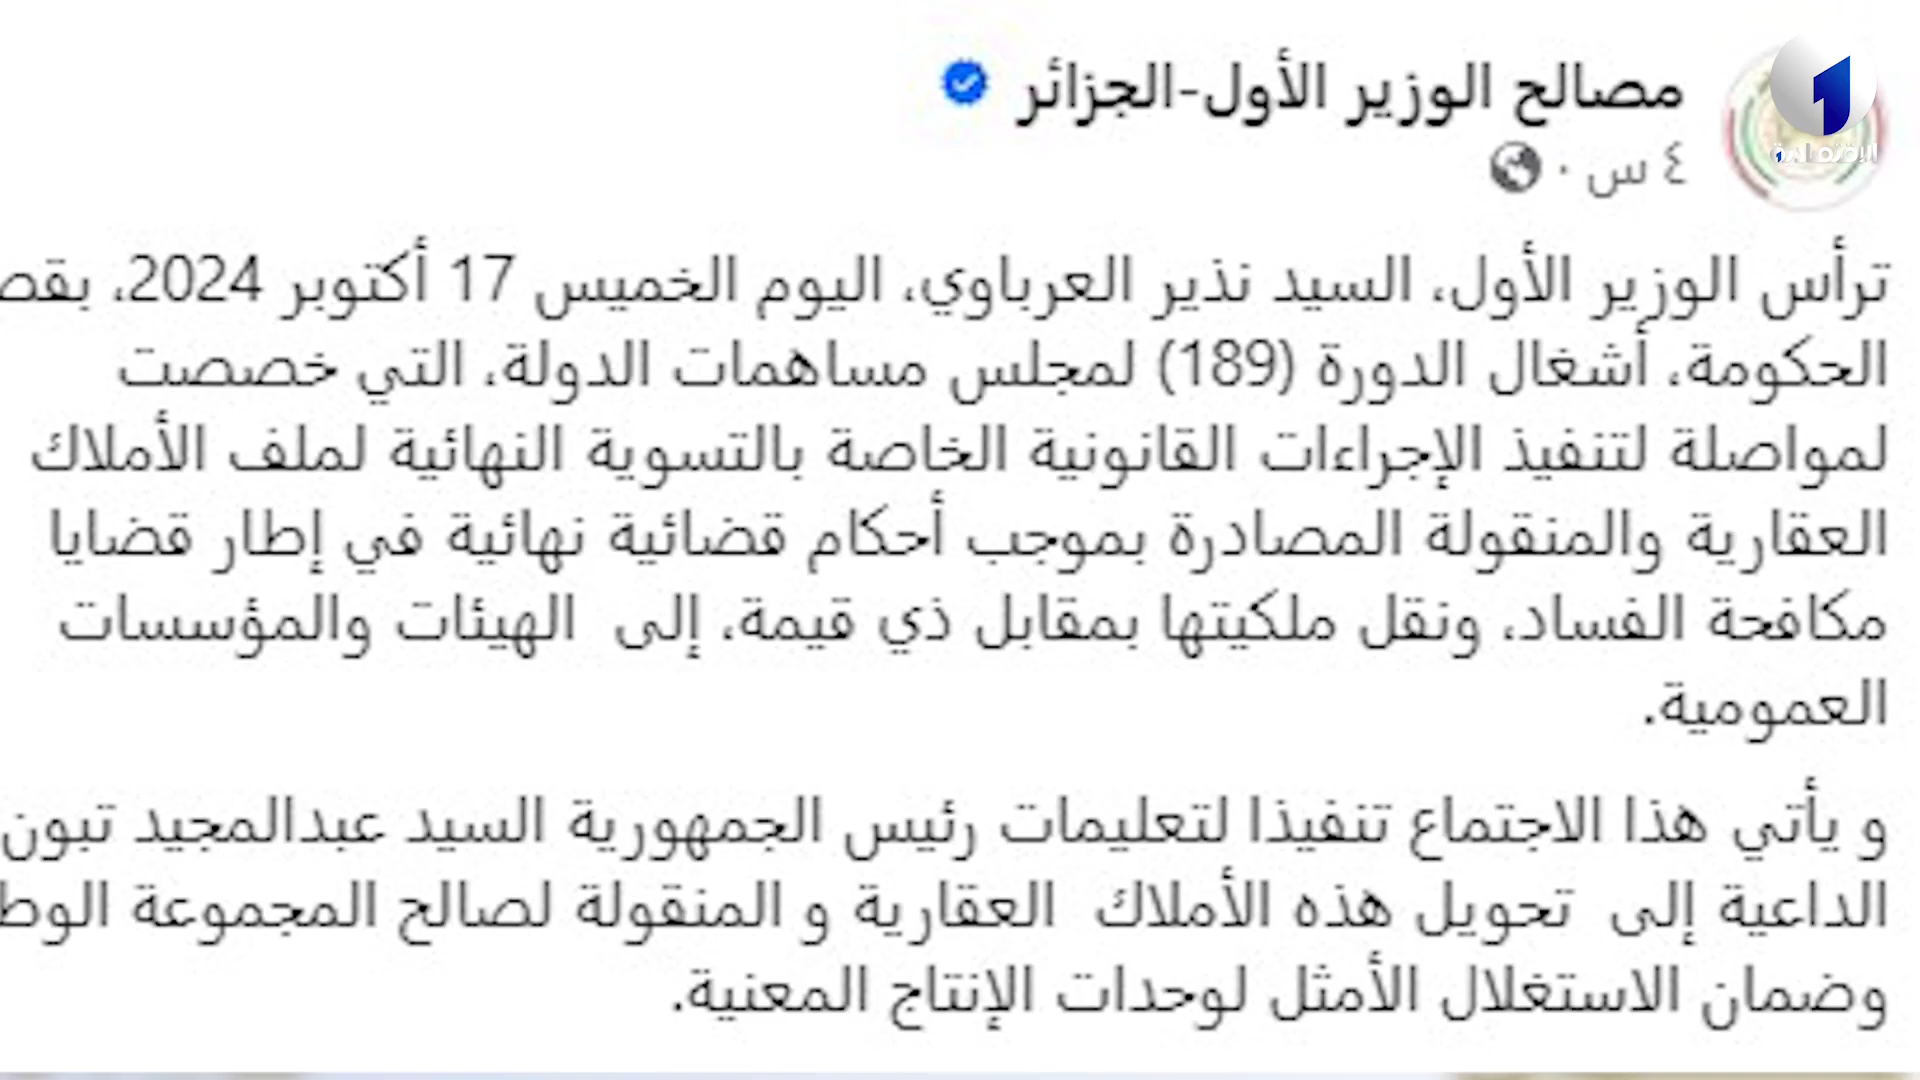 مصالح الوزير الأول-الجزائر
٤ س ·
ترأس الوزير الأول، السيد نذير العرباوي، اليوم الخميس 17 أكتوبر 2024، بقص
الحكومة، أشغال الدورة (189) لمجلس مساهمات الدولة، التي خصصت
لمواصلة لتنفيذ الإجراءات القانونية الخاصة بالتسوية النهائية لملف الأملاك
العقارية والمنقولة المصادرة بموجب أحكام قضائية نهائية في إطار قضايا
مكافحة الفساد، ونقل ملكيتها بمقابل ذي قيمة، إلى الهيئات والمؤسسات
العمومية.
و يأتي هذا الاجتماع تنفيذا لتعليمات رئيس الجمهورية السيد عبدالمجيد تبون
الداعية إلى تحويل هذه الأملاك العقارية و المنقولة لصالح المجموعة الوط
وضمان الاستغلال الأمثل لوحدات الإنتاج المعنية.